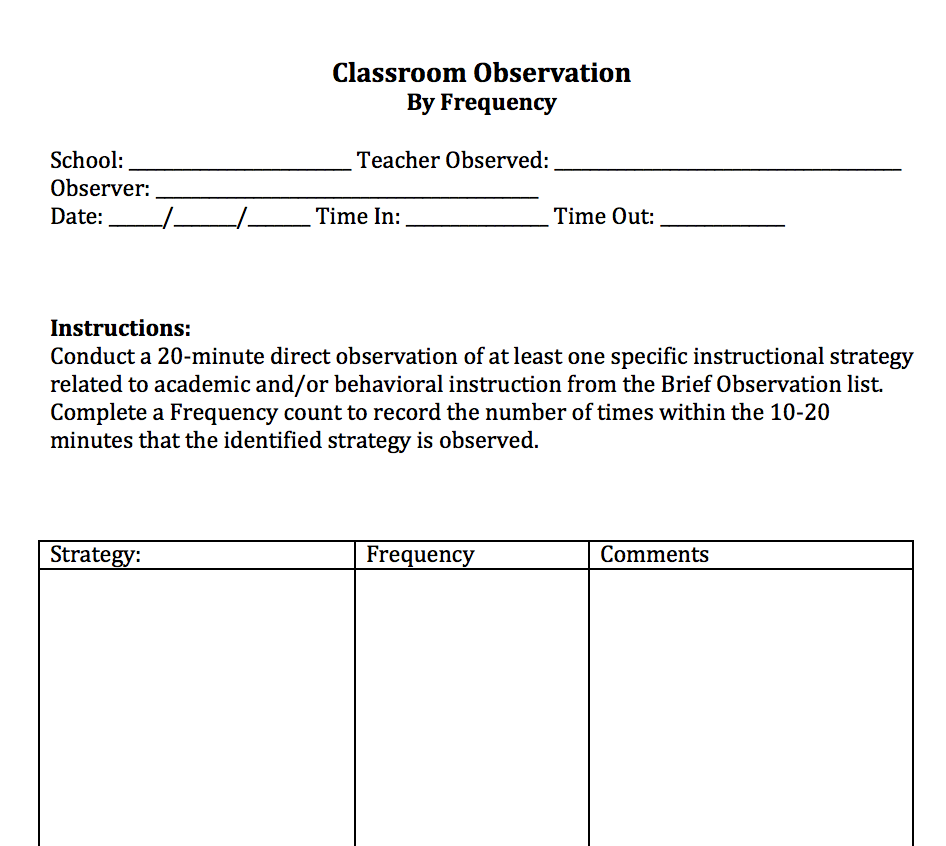 Classroom Observation
By Frequency
School: ____________________ Teacher Observed: ________________________________
Observer: ___________________________________
Date: _____/______/______ Time In: _____________ Time Out: ___________
Instructions:
Conduct a 20-minute direct observation of at least one specific instructional strategy
related to academic and/or behavioral instruction from the Brief Observation list.
Complete a Frequency count to record the number of times within the 10-20
minutes that the identified strategy is observed.
Strategy: Frequency Comments